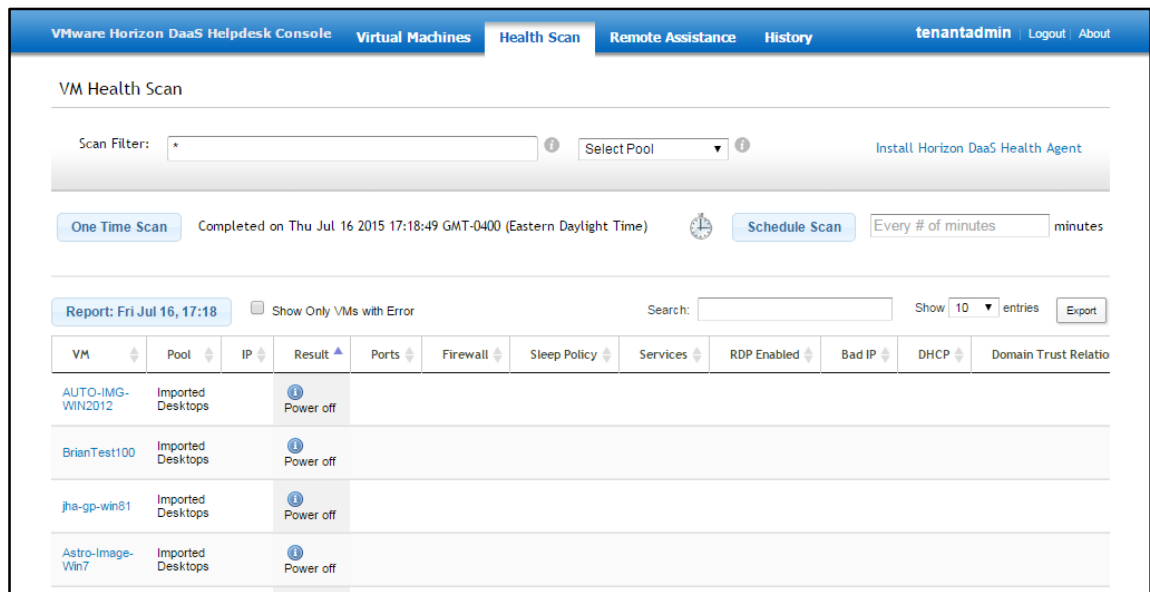 VMware Horizon DaaS Helpdesk Console Virtual Machines Health Scan Remote Assistance History tenantadmin | Logout | About
VM Health Scan
Scan Filter: * Select Pool Install Horizon DaaS Health Agent
One Time Scan Completed on Thu Jul 16 2015 17:18:49 GMT-0400 (Eastern Daylight Time) Schedule Scan Every # of minutes minutes
Report: Fri Jul 16, 17:18 Show Only VMs with Error Search: Show 10 entries Export
VM Pool IP Result Ports Firewall Sleep Policy Services RDP Enabled Bad IP DHCP Domain Trust Relatio
AUTO-IMG-WIN2012 Imported Desktops Power off
BrianTest100 Imported Desktops Power off
jha-gp-win81 Imported Desktops Power off
Astro-Image-Win7 Imported Desktops Power off